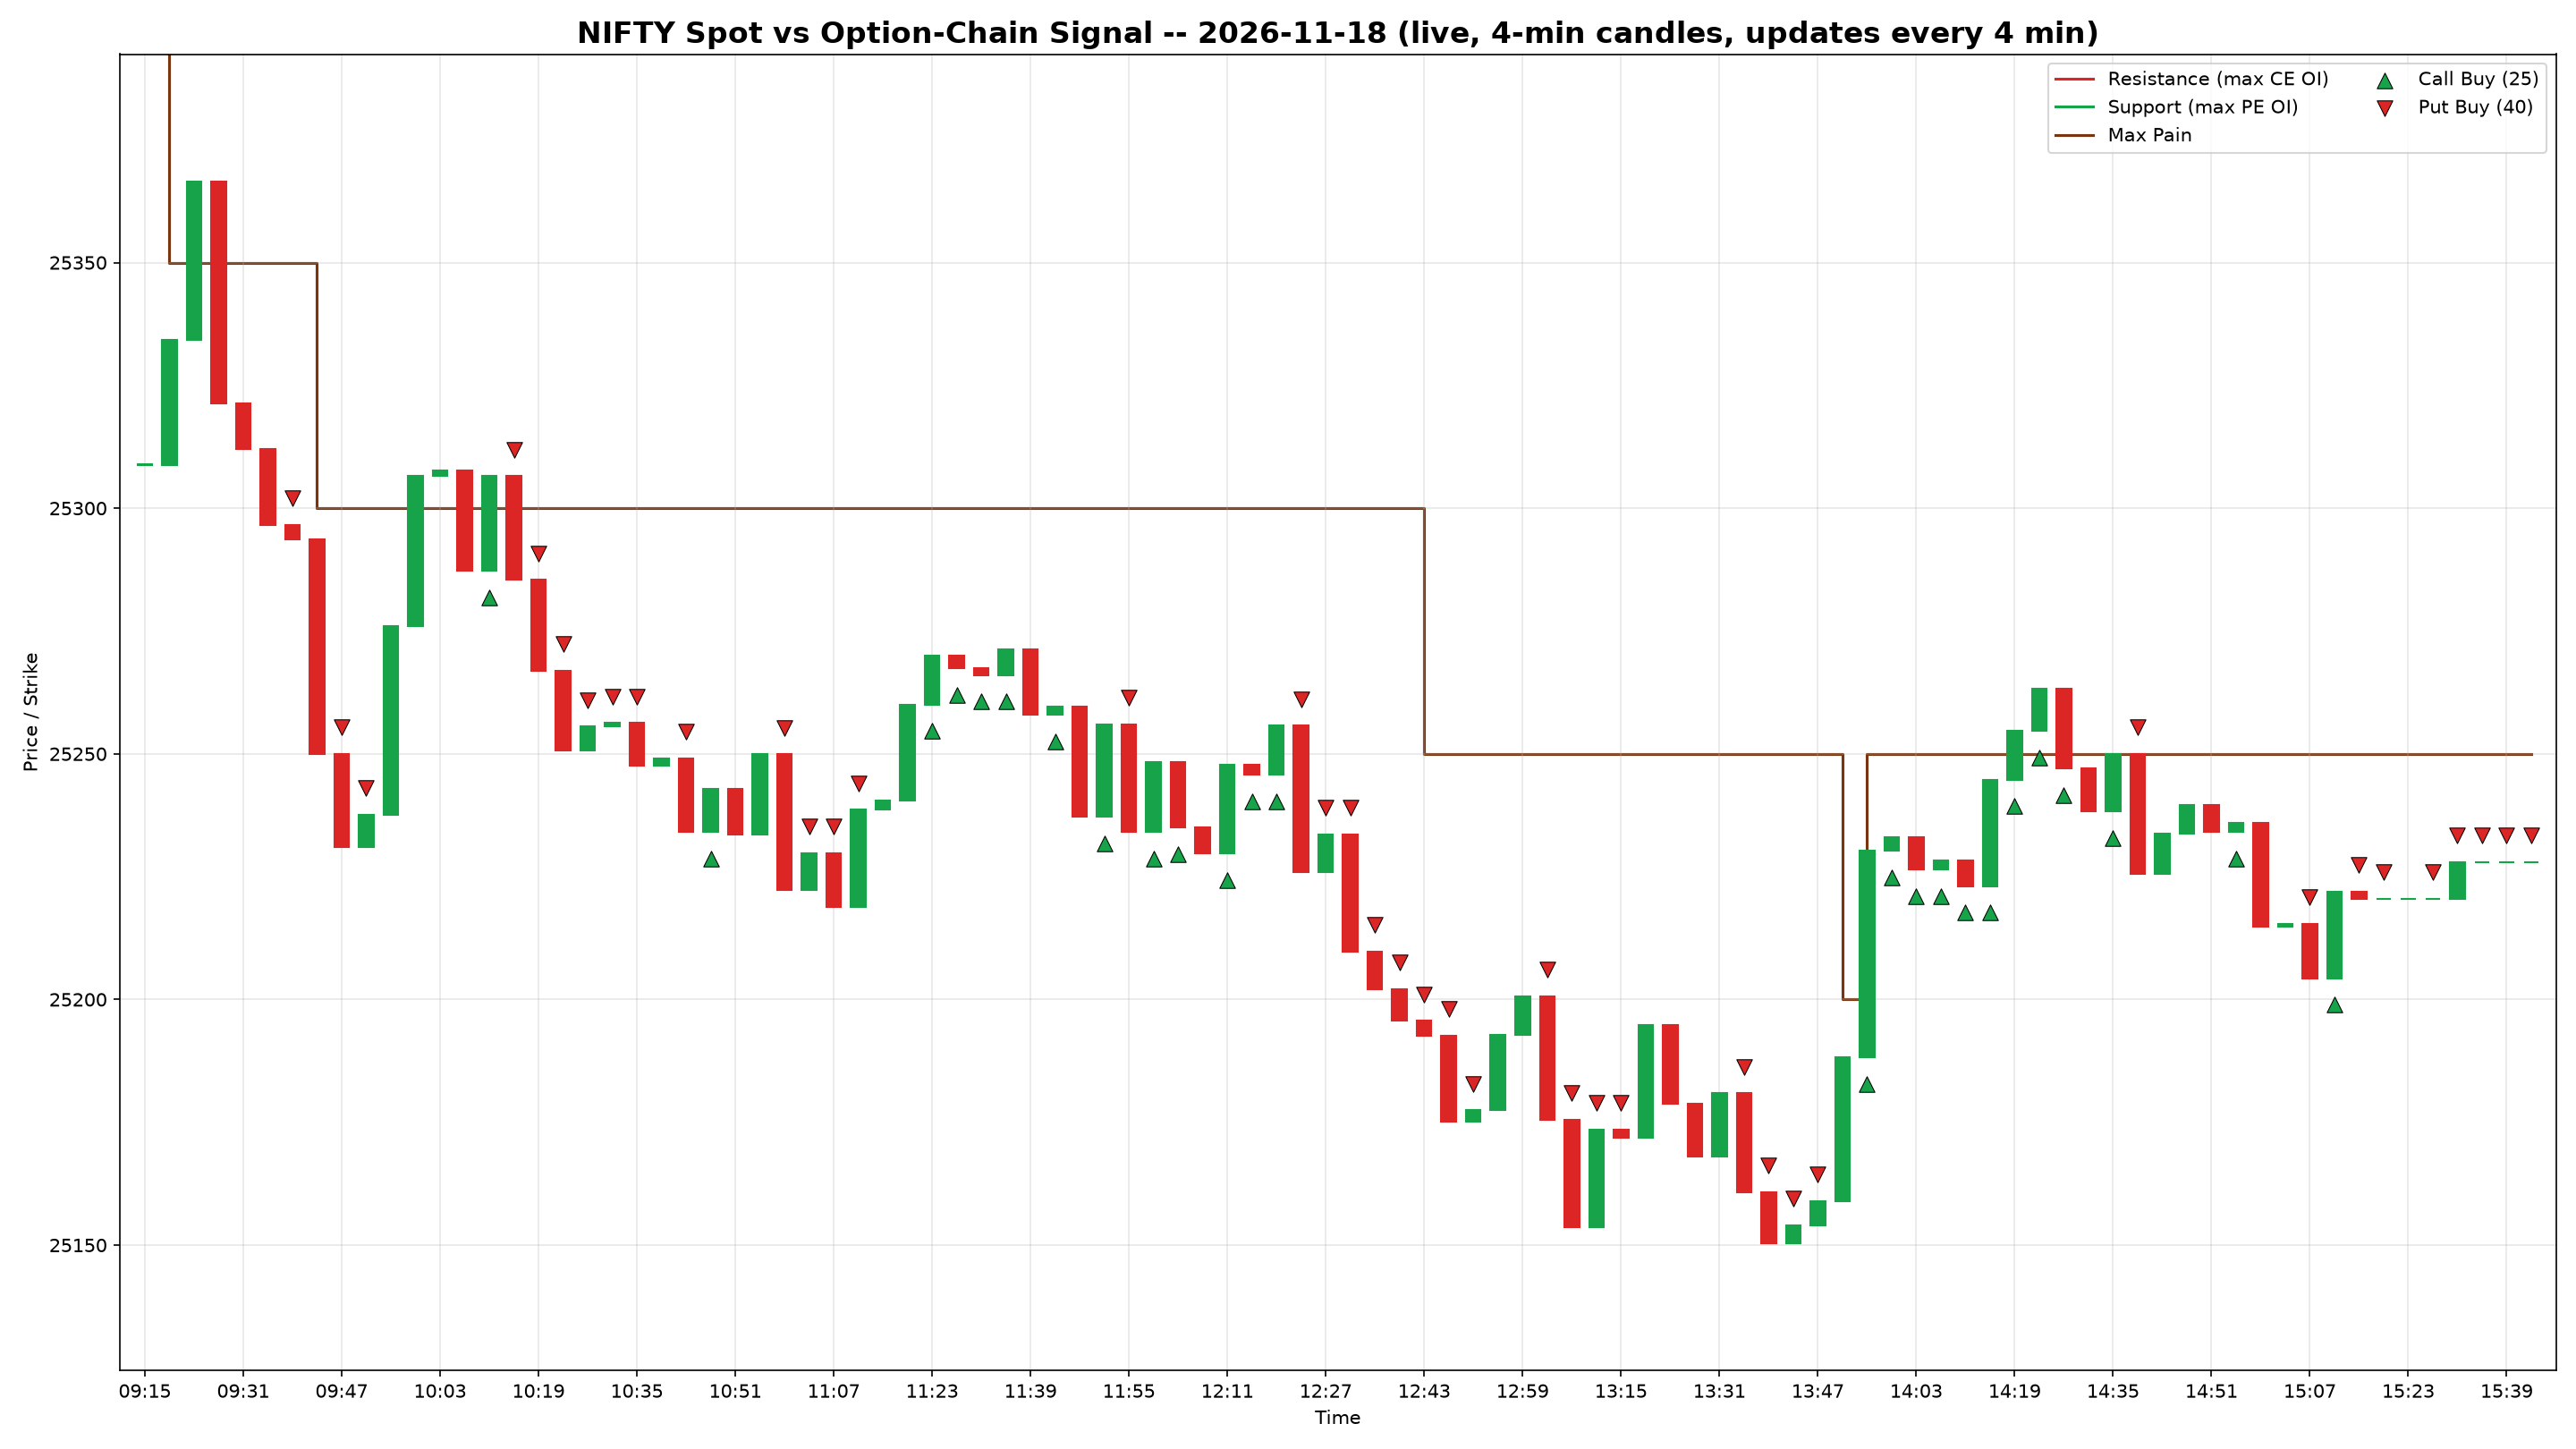 NIFTY Spot vs Option-Chain Signal -- 2026-11-18 (live, 4-min candles, updates every 4 min)
Resistance (max CE OI)
Support (max PE OI)
Max Pain
Call Buy (25)
Put Buy (40)
Price / Strike
25350
25300
25250
25200
25150
09:15 09:31 09:47 10:03 10:19 10:35 10:51 11:07 11:23 11:39 11:55 12:11 12:27 12:43 12:59 13:15 13:31 13:47 14:03 14:19 14:35 14:51 15:07 15:23 15:39
Time